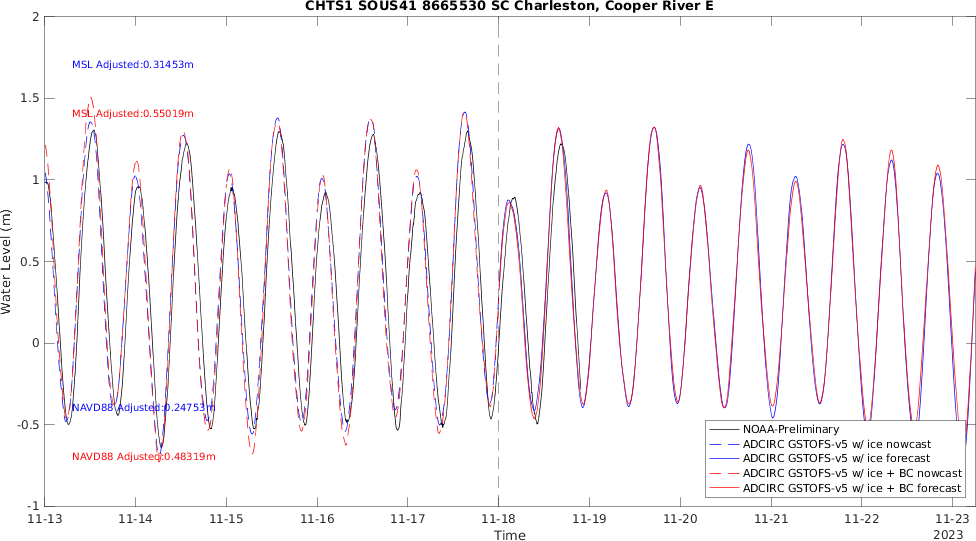 CHTS1 SOUS41 8665530 SC Charleston, Cooper River E
2
1.5
1
0.5
0
-0.5
-1
Water Level (m)
MSL Adjusted:0.31453m
MSL Adjusted:0.55019m
NAVD88 Adjusted:0.24753m
NAVD88 Adjusted:0.48319m
NOAA-Preliminary
ADCIRC GSTOFS-v5 w/ ice nowcast
ADCIRC GSTOFS-v5 w/ ice forecast
ADCIRC GSTOFS-v5 w/ ice + BC nowcast
ADCIRC GSTOFS-v5 w/ ice + BC forecast
11-13 11-14 11-15 11-16 11-17 11-18 11-19 11-20 11-21 11-22 11-23
Time
2023